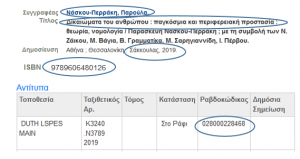 Συγγραφέας Νάσκου-Περράκη, Παρούλα.
Τίτλος Δικαιώματα του ανθρώπου : παγκόσμια και περιφερειακή προστασία :
θεωρία, νομολογία / Παρασκευή Νάσκου-Περράκη ; με τη συμβολή των Ν.
Ζάικου, Μ. Βάγια, Β. Γραμματίκα, Μ. Σαρηγιαννίδη, Ι. Πέρβου.
Δημοσίευση Αθήνα ; Θεσσαλονίκη : Σάκκουλας, 2019.
ISBN 9789606480126
Αντίτυπα
Τοποθεσία Ταξιθετικός Αρ. Τόμος Κατάσταση Ραβδοκώδικας Δημόσια Σημείωση
DUTH LSPES MAIN K3240 .N3789 2019 Στο Ράφι 028000228468